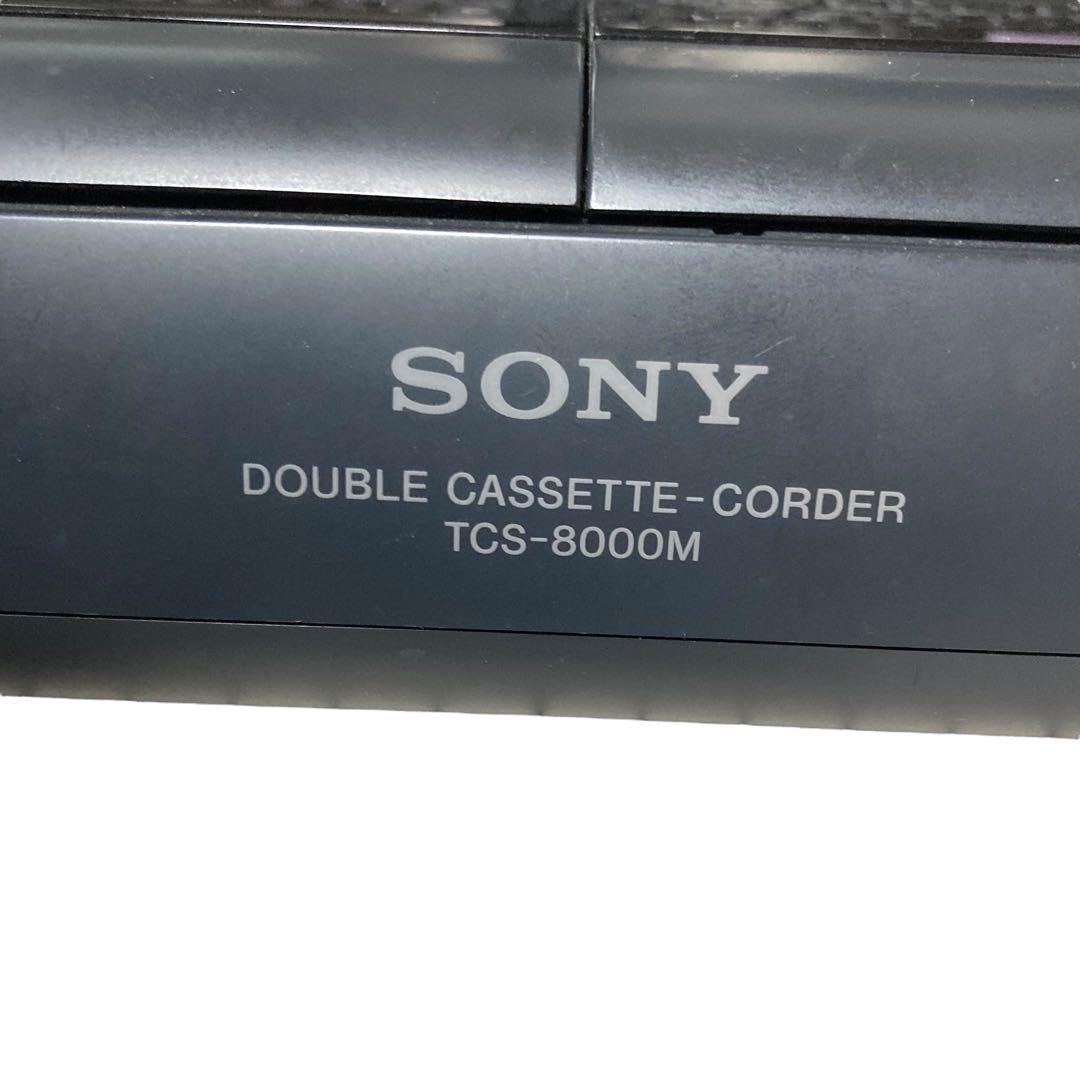 SONY
DOUBLE CASSETTE-CORDER
TCS-8000M